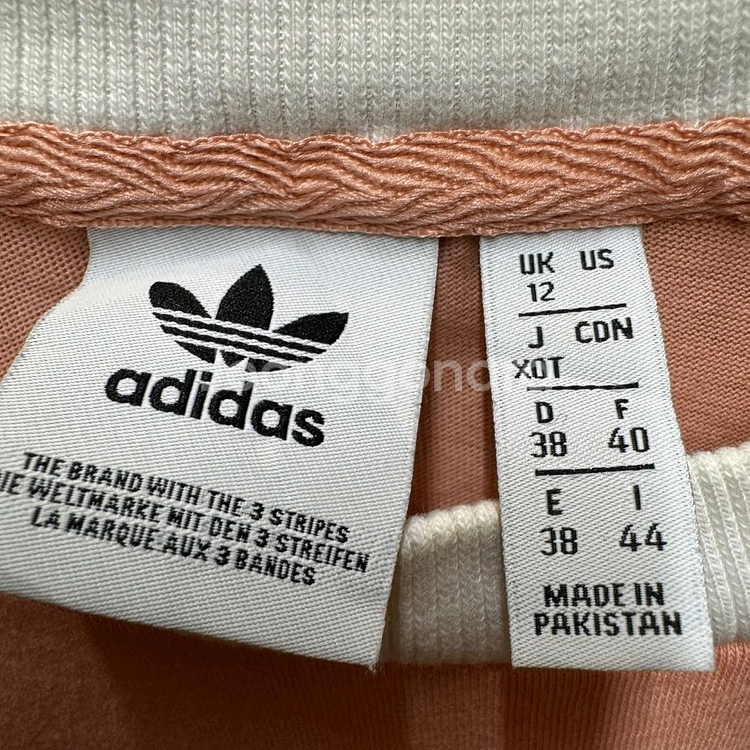 adidas
THE BRAND WITH THE 3 STRIPES
DIE WELTMARKE MIT DEN 3 STREIFEN
LA MARQUE AUX 3 BANDES
UK US
12
J CDN
XOT
D F
38 40
E I
38 44
MADE IN
PAKISTAN